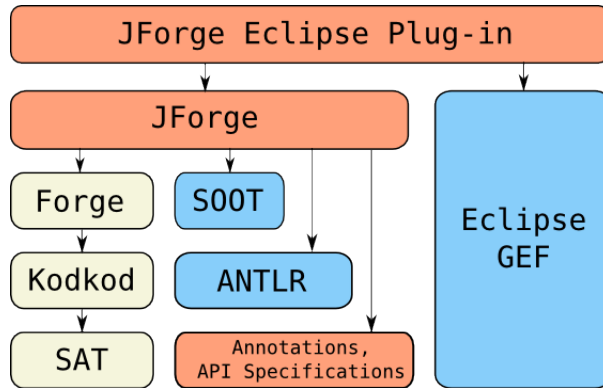 JForge Eclipse Plug-in
JForge
Forge
SOOT
Eclipse
GEF
Kodkod
ANTLR
SAT
Annotations,
API Specifications